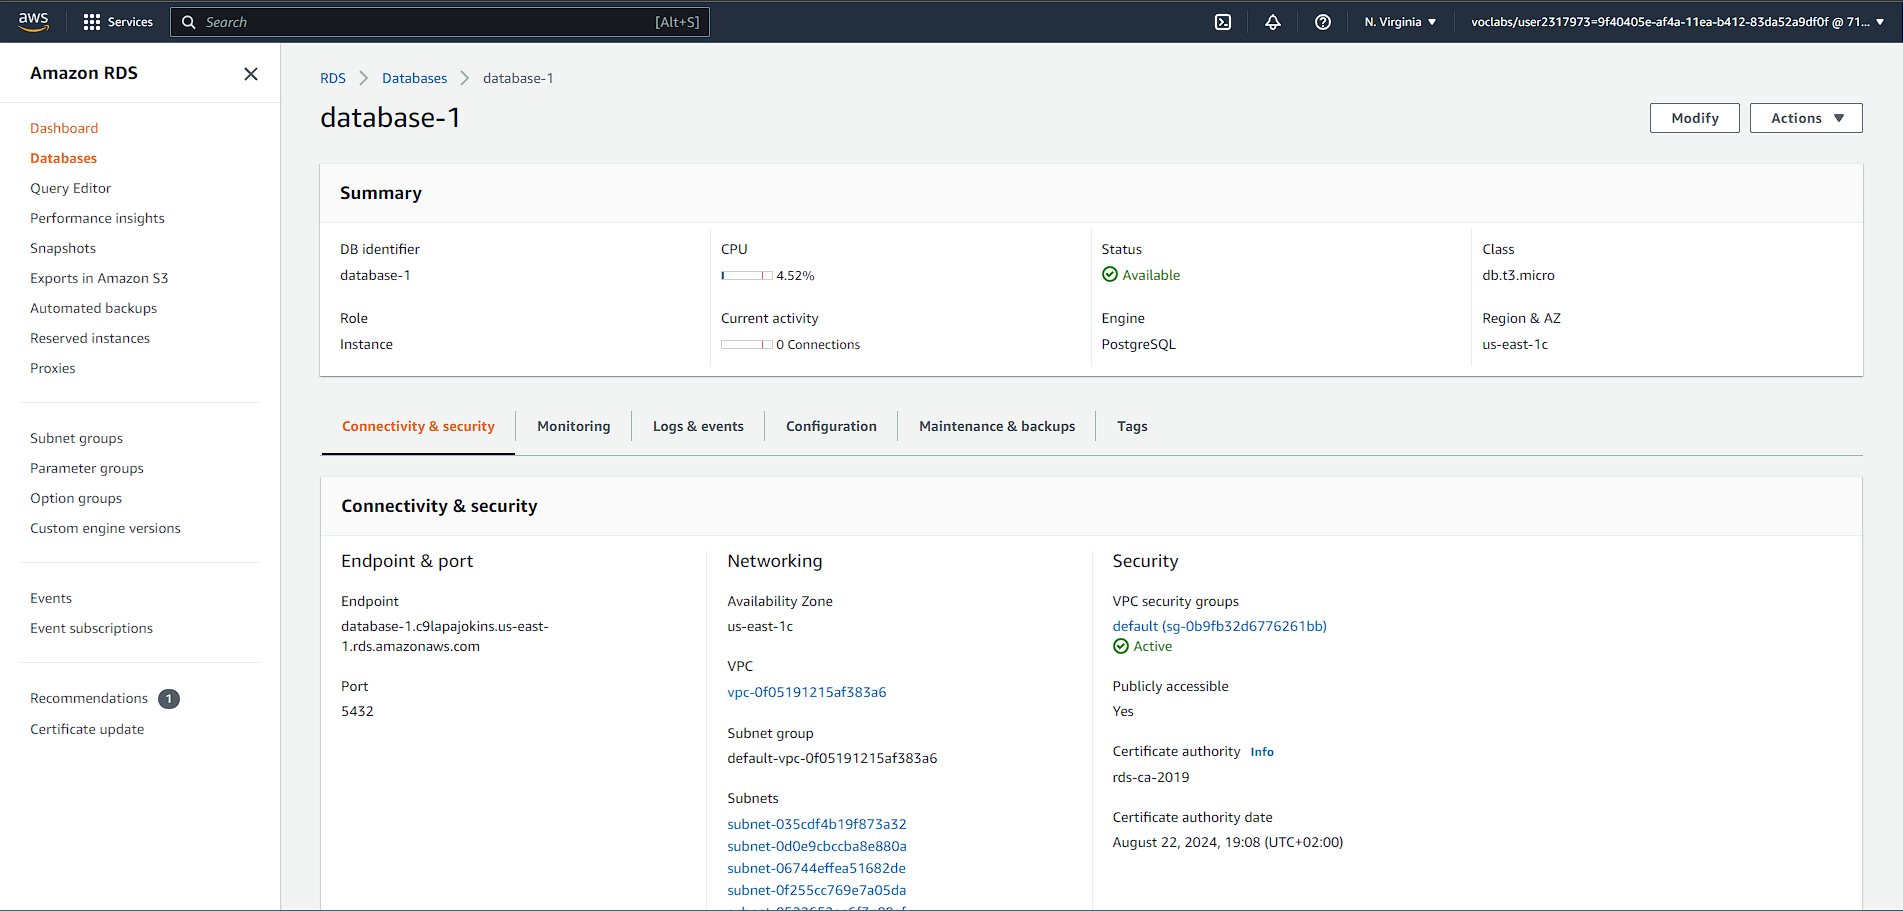 aws
Services
Search
[Alt+S]
N. Virginia
voclabs/user2317973=9f40405e-af4a-11ea-b412-83da52a9df0f @ 71...
Amazon RDS
Dashboard
Databases
Query Editor
Performance insights
Snapshots
Exports in Amazon S3
Automated backups
Reserved instances
Proxies
Subnet groups
Parameter groups
Option groups
Custom engine versions
Events
Event subscriptions
Recommendations 1
Certificate update
RDS
Databases
database-1
database-1
Modify
Actions
Summary
DB identifier
database-1
CPU
4.52%
Status
Available
Class
db.t3.micro
Role
Instance
Current activity
0 Connections
Engine
PostgreSQL
Region & AZ
us-east-1c
Connectivity & security
Monitoring
Logs & events
Configuration
Maintenance & backups
Tags
Connectivity & security
Endpoint & port
Endpoint
database-1.c9lapajokins.us-east-
1.rds.amazonaws.com
Port
5432
Networking
Availability Zone
us-east-1c
VPC
vpc-0f05191215af383a6
Subnet group
default-vpc-0f05191215af383a6
Subnets
subnet-035cdf4b19f873a32
subnet-0d0e9cbccba8e880a
subnet-06744effea51682de
subnet-0f255cc769e7a05da
Security
VPC security groups
default (sg-0b9fb32d6776261bb)
Active
Publicly accessible
Yes
Certificate authority Info
rds-ca-2019
Certificate authority date
August 22, 2024, 19:08 (UTC+02:00)